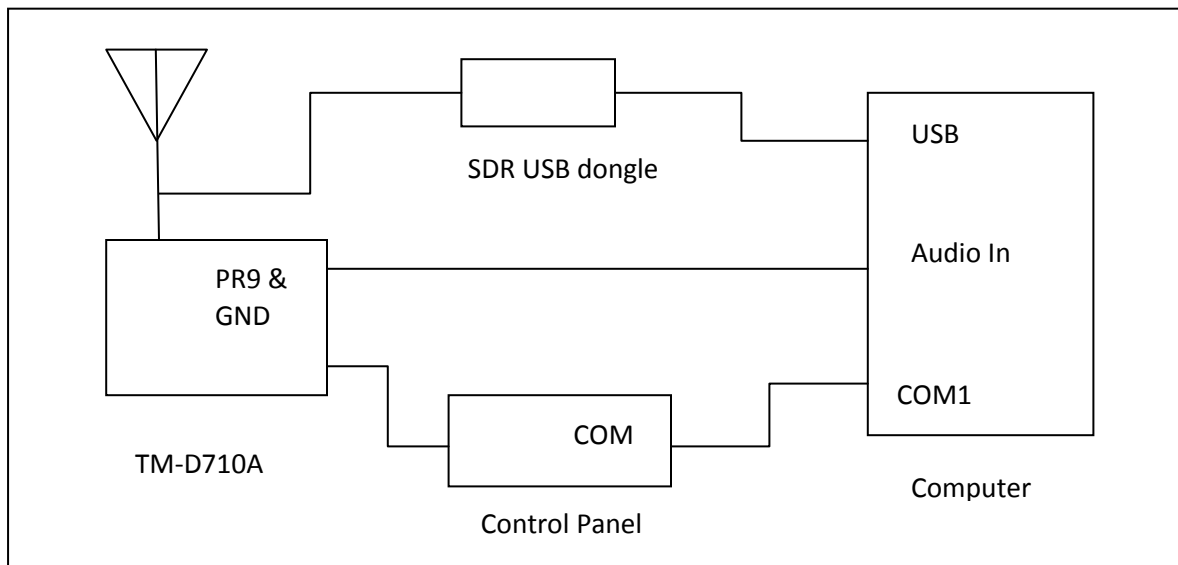 USB
SDR USB dongle
Audio In
PR9 &
GND
COM1
COM
TM-D710A
Computer
Control Panel